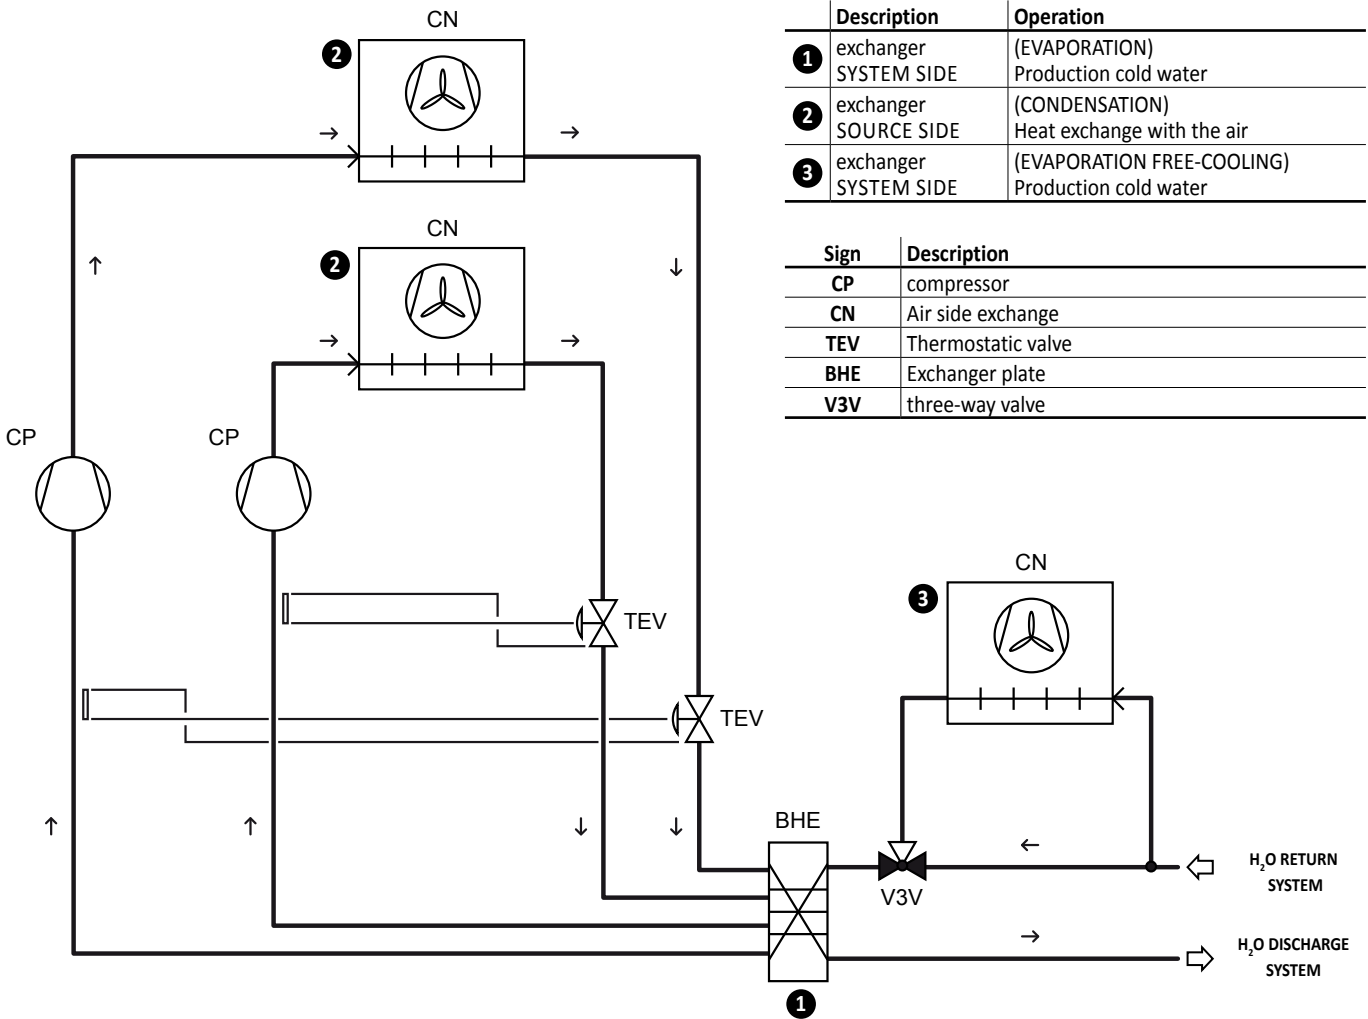 CN
2
CN
2
CP
CP
TEV
TEV
Description Operation
1 exchanger (EVAPORATION)
SYSTEM SIDE Production cold water
2 exchanger (CONDENSATION)
SOURCE SIDE Heat exchange with the air
3 exchanger (EVAPORATION FREE-COOLING)
SYSTEM SIDE Production cold water
Sign Description
CP compressor
CN Air side exchange
TEV Thermostatic valve
BHE Exchanger plate
V3V three-way valve
CN
3
BHE
V3V
H₂O RETURN
SYSTEM
H₂O DISCHARGE
SYSTEM
1